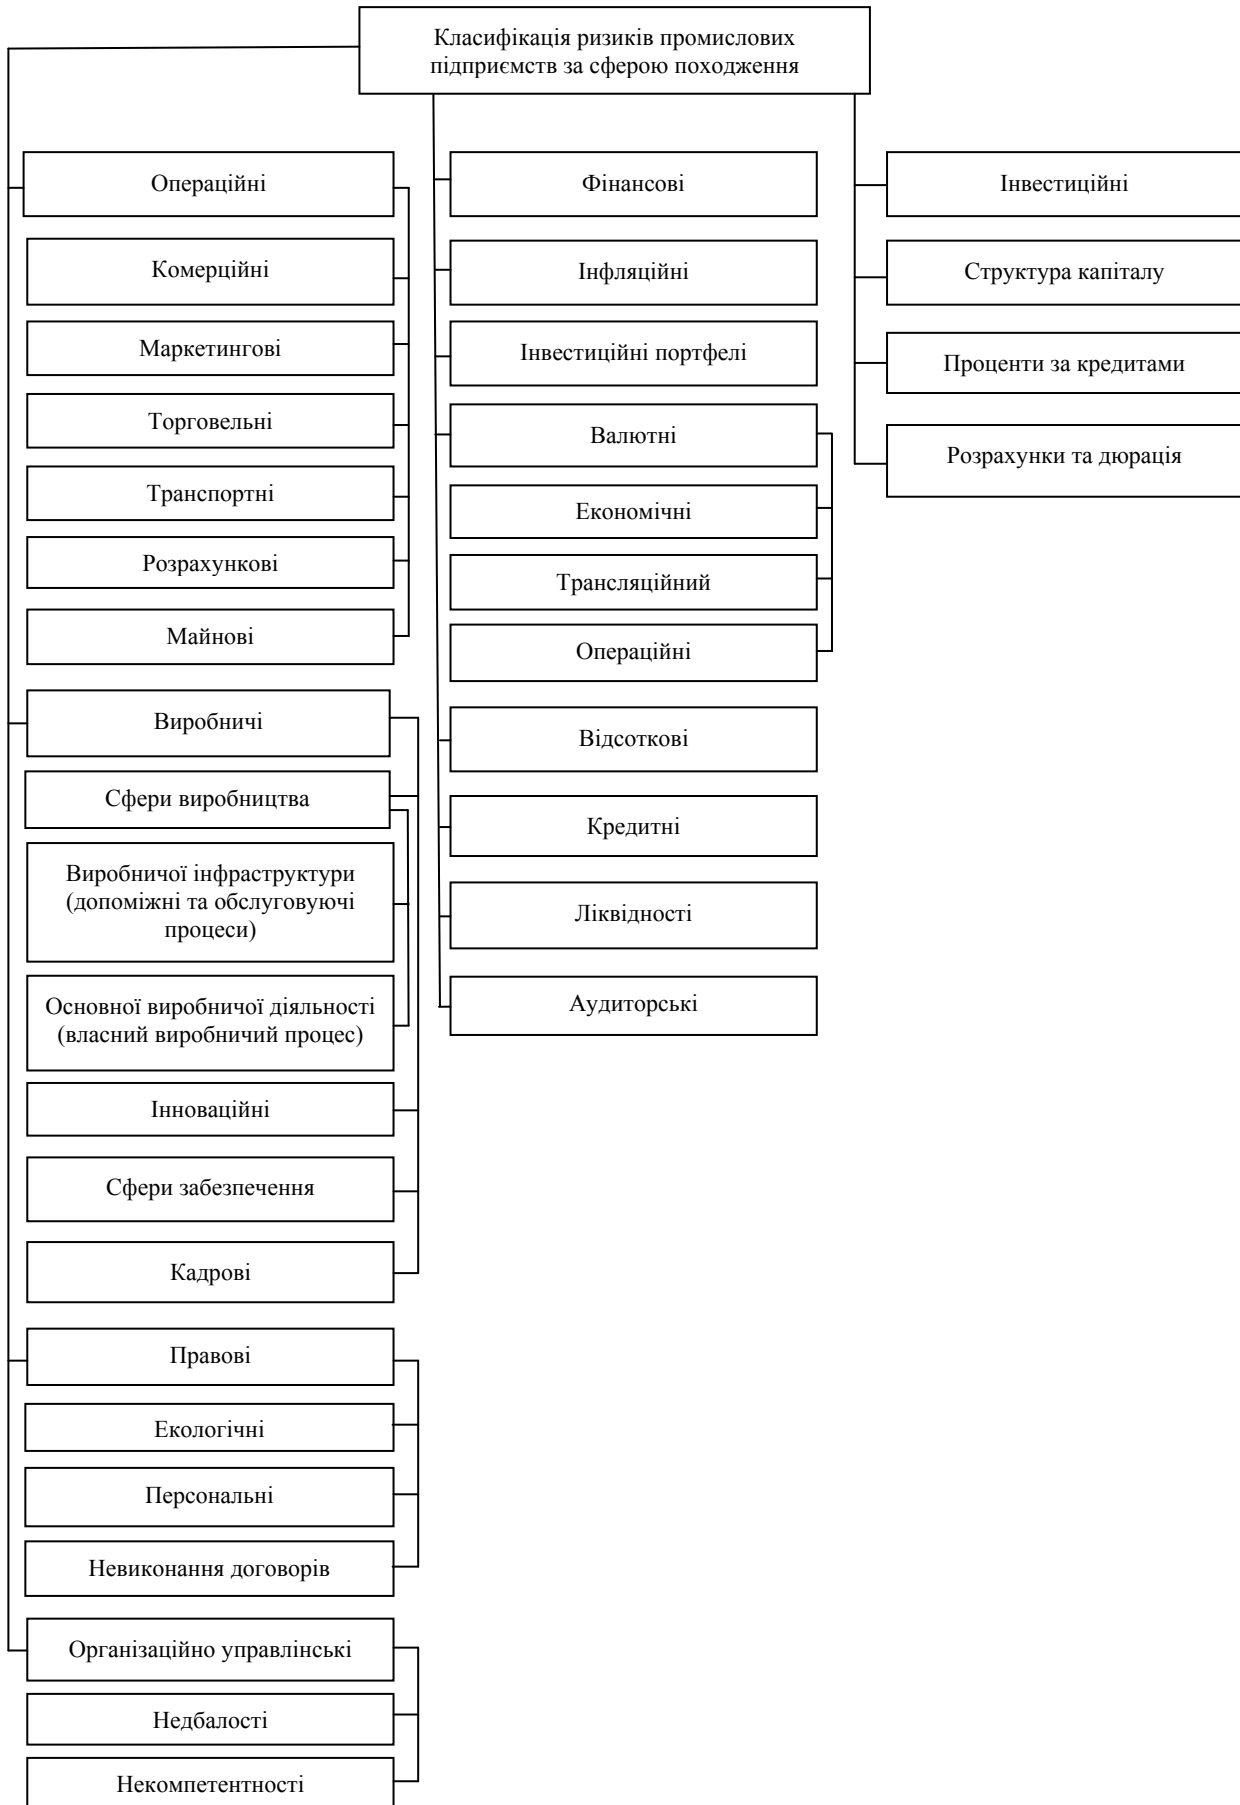 Класифікація ризиків промислових
підприємств за сферою походження
Операційні
Комерційні
Маркетингові
Торговельні
Транспортні
Розрахункові
Майнові
Виробничі
Сфери виробництва
Виробничої інфраструктури
(допоміжні та обслуговуючі
процеси)
Основної виробничої діяльності
(власний виробничий процес)
Інноваційні
Сфери забезпечення
Кадрові
Правові
Екологічні
Персональні
Невиконання договорів
Організаційно управлінські
Недбалості
Некомпетентності
Фінансові
Інфляційні
Інвестиційні портфелі
Валютні
Економічні
Трансляційний
Операційні
Відсоткові
Кредитні
Ліквідності
Аудиторські
Інвестиційні
Структура капіталу
Проценти за кредитами
Розрахунки та дюрація